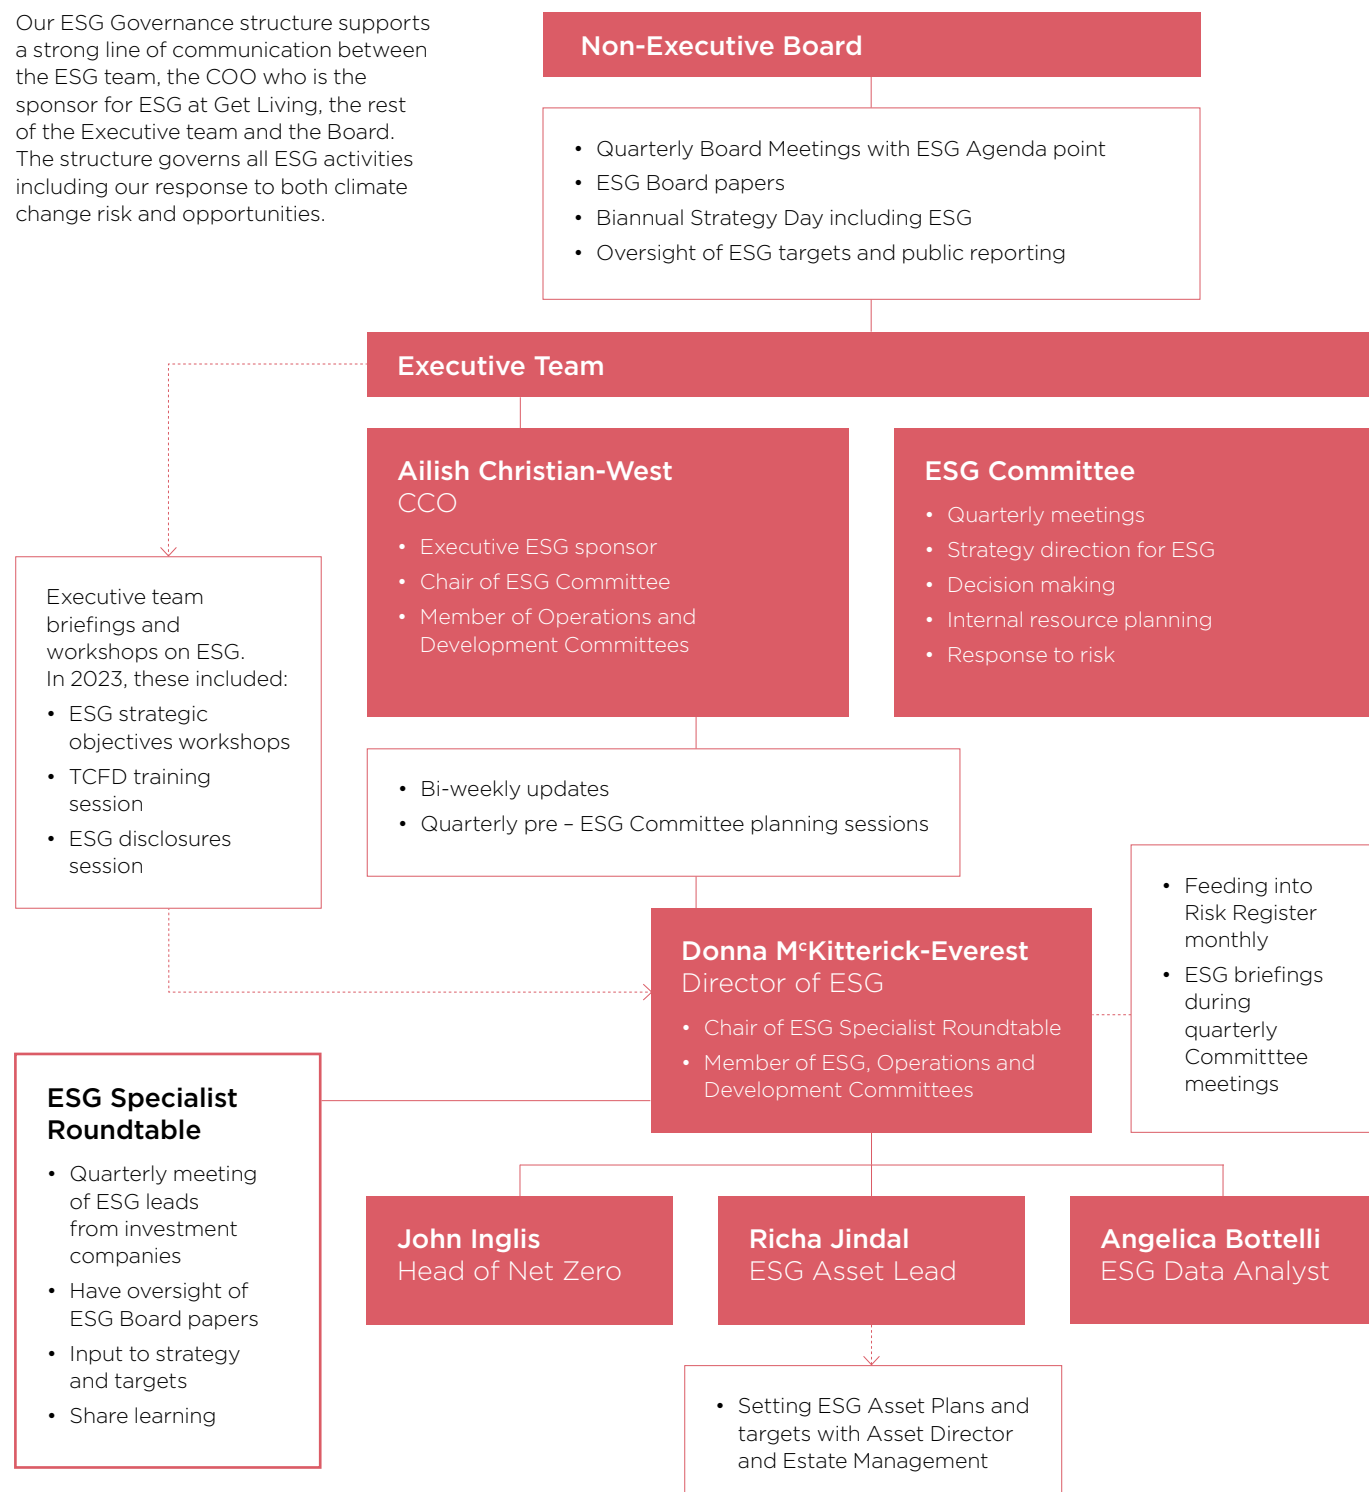 Our ESG Governance structure supports
a strong line of communication between
the ESG team, the COO who is the
sponsor for ESG at Get Living, the rest
of the Executive team and the Board.
The structure governs all ESG activities
including our response to both climate
change risk and opportunities.
Non-Executive Board
• Quarterly Board Meetings with ESG Agenda point
• ESG Board papers
• Biannual Strategy Day including ESG
• Oversight of ESG targets and public reporting
Executive Team
Ailish Christian-West
CCO
• Executive ESG sponsor
• Chair of ESG Committee
• Member of Operations and
Development Committees
ESG Committee
• Quarterly meetings
• Strategy direction for ESG
• Decision making
• Internal resource planning
• Response to risk
Executive team
briefings and
workshops on ESG.
In 2023, these included:
• ESG strategic
objectives workshops
• TCFD training
session
• ESG disclosures
session
• Bi-weekly updates
• Quarterly pre – ESG Committee planning sessions
Donna McKitterick-Everest
Director of ESG
• Chair of ESG Specialist Roundtable
• Member of ESG, Operations and
Development Committees
• Feeding into
Risk Register
monthly
• ESG briefings
during
quarterly
Committtee
meetings
ESG Specialist
Roundtable
• Quarterly meeting
of ESG leads
from investment
companies
• Have oversight of
ESG Board papers
• Input to strategy
and targets
• Share learning
John Inglis
Head of Net Zero
Richa Jindal
ESG Asset Lead
Angelica Bottelli
ESG Data Analyst
• Setting ESG Asset Plans and
targets with Asset Director
and Estate Management